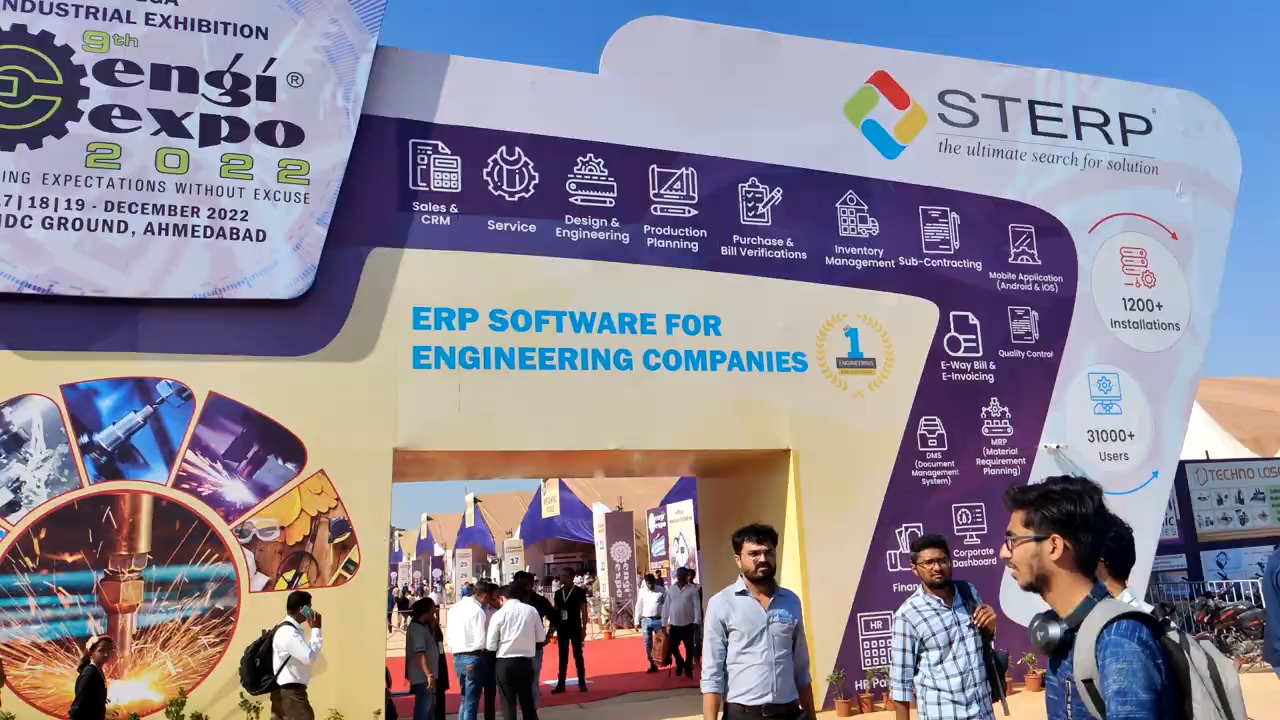 INDUSTRIAL EXHIBITION
9th
engi®
expo
2022
EXPECTATIONS WITHOUT EXCUSE
18 | 19 - DECEMBER 2022
GROUND, AHMEDABAD
STERP
the ultimate search for solution
Sales &
CRM
Service
Design &
Engineering
Production
Planning
Purchase &
Bill Verifications
Inventory
Management
Sub-Contracting
Mobile Application
(Android & iOS)
1200+
Installations
ERP SOFTWARE FOR
ENGINEERING COMPANIES
1
ENGINEERING
E-Way Bill &
E-Invoicing
Quality Control
31000+
Users
DMS
(Document
Management
System)
MRP
(Material
Requirement
Planning)
Corporate
Dashboard
HR
TECHNO
engi
expo
17